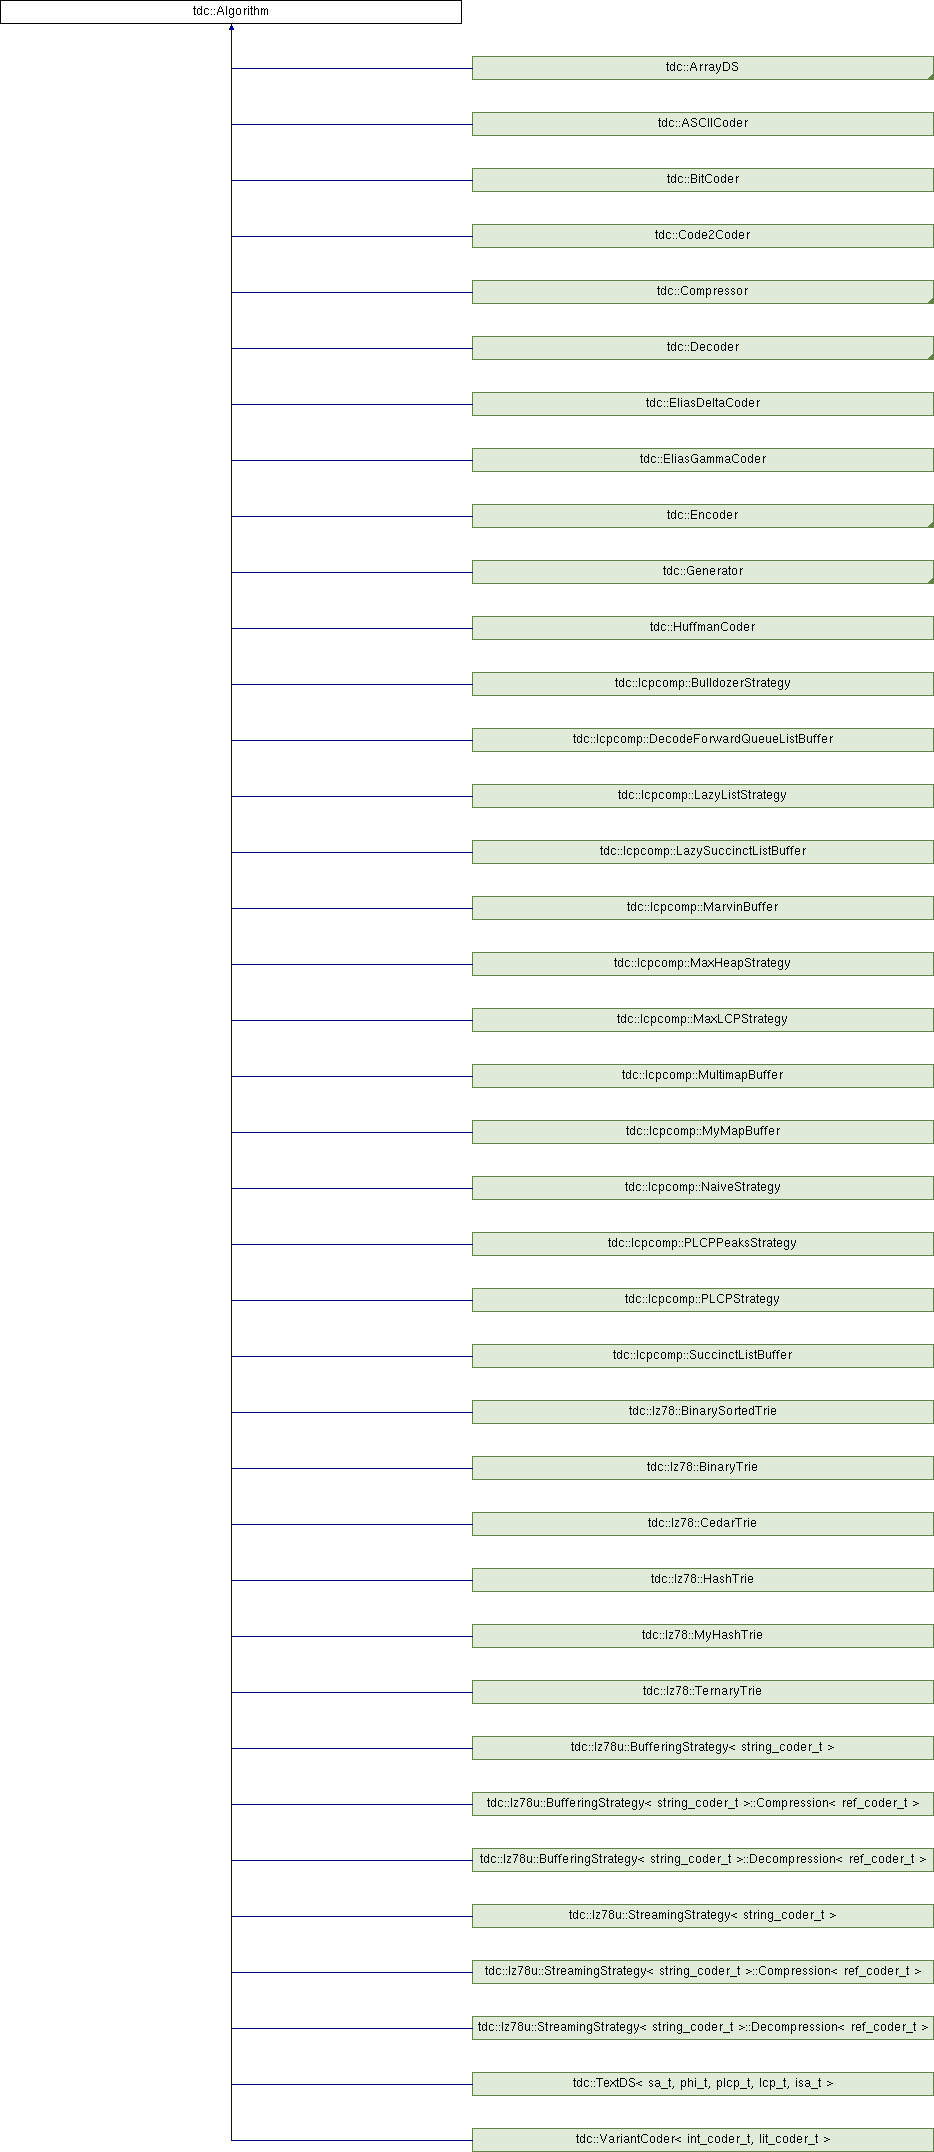 tdc::Algorithm
tdc::ArrayDS
tdc::ASCIICoder
tdc::BitCoder
tdc::Code2Coder
tdc::Compressor
tdc::Decoder
tdc::EliasDeltaCoder
tdc::EliasGammaCoder
tdc::Encoder
tdc::Generator
tdc::HuffmanCoder
tdc::lcpcomp::BulldozerStrategy
tdc::lcpcomp::DecodeForwardQueueListBuffer
tdc::lcpcomp::LazyListStrategy
tdc::lcpcomp::LazySuccinctListBuffer
tdc::lcpcomp::MarvinBuffer
tdc::lcpcomp::MaxHeapStrategy
tdc::lcpcomp::MaxLCPStrategy
tdc::lcpcomp::MultimapBuffer
tdc::lcpcomp::MyMapBuffer
tdc::lcpcomp::NaiveStrategy
tdc::lcpcomp::PLCPPeaksStrategy
tdc::lcpcomp::PLCPStrategy
tdc::lcpcomp::SuccinctListBuffer
tdc::lz78::BinarySortedTrie
tdc::lz78::BinaryTrie
tdc::lz78::CedarTrie
tdc::lz78::HashTrie
tdc::lz78::MyHashTrie
tdc::lz78::TernaryTrie
tdc::lz78u::BufferingStrategy< string_coder_t >
tdc::lz78u::BufferingStrategy< string_coder_t >::Compression< ref_coder_t >
tdc::lz78u::BufferingStrategy< string_coder_t >::Decompression< ref_coder_t >
tdc::lz78u::StreamingStrategy< string_coder_t >
tdc::lz78u::StreamingStrategy< string_coder_t >::Compression< ref_coder_t >
tdc::lz78u::StreamingStrategy< string_coder_t >::Decompression< ref_coder_t >
tdc::TextDS< sa_t, phi_t, plcp_t, lcp_t, isa_t >
tdc::VariantCoder< int_coder_t, lit_coder_t >